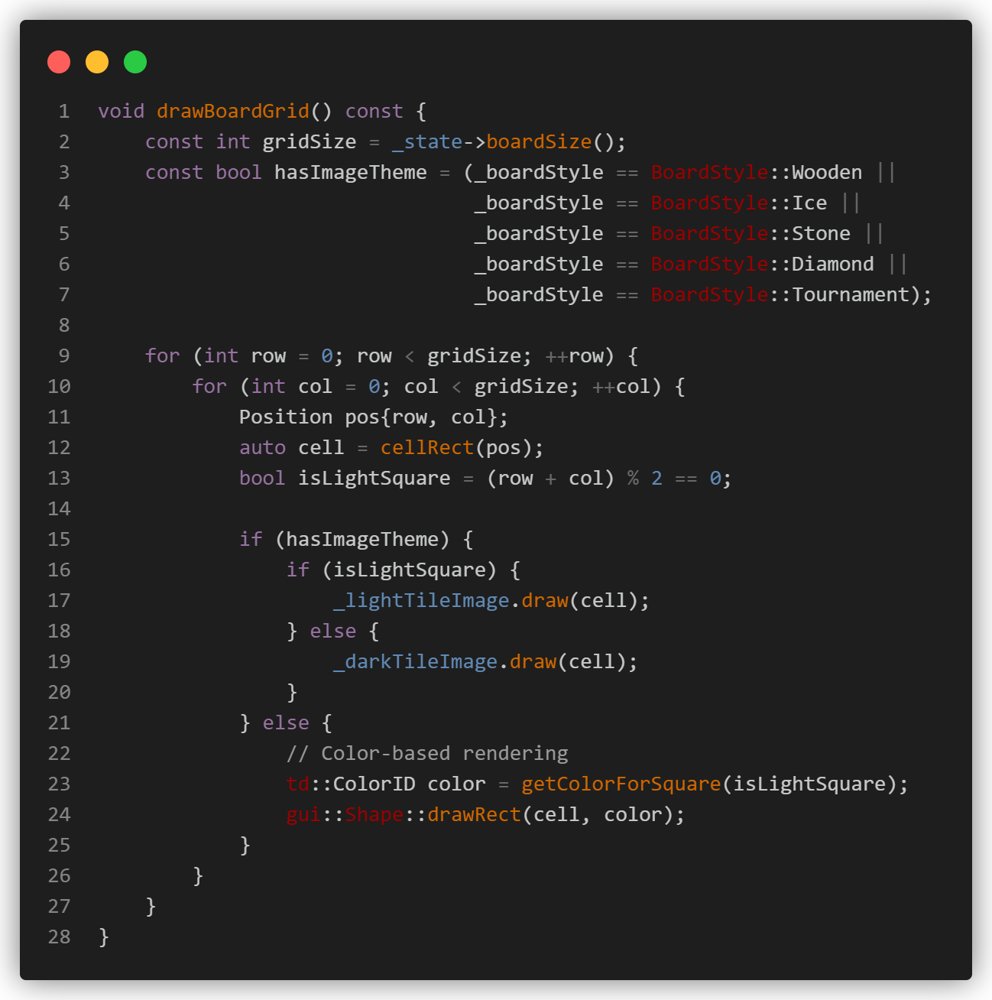 1 void drawBoardGrid() const {
2     const int gridSize = _state->boardSize();
3     const bool hasImageTheme = (_boardStyle == BoardStyle::Wooden ||
4                                 _boardStyle == BoardStyle::Ice ||
5                                 _boardStyle == BoardStyle::Stone ||
6                                 _boardStyle == BoardStyle::Diamond ||
7                                 _boardStyle == BoardStyle::Tournament);
8
9     for (int row = 0; row < gridSize; ++row) {
10         for (int col = 0; col < gridSize; ++col) {
11             Position pos{row, col};
12             auto cell = cellRect(pos);
13             bool isLightSquare = (row + col) % 2 == 0;
14
15             if (hasImageTheme) {
16                 if (isLightSquare) {
17                     _lightTileImage.draw(cell);
18                 } else {
19                     _darkTileImage.draw(cell);
20                 }
21             } else {
22                 // Color-based rendering
23                 td::ColorID color = getColorForSquare(isLightSquare);
24                 gui::Shape::drawRect(cell, color);
25             }
26         }
27     }
28 }